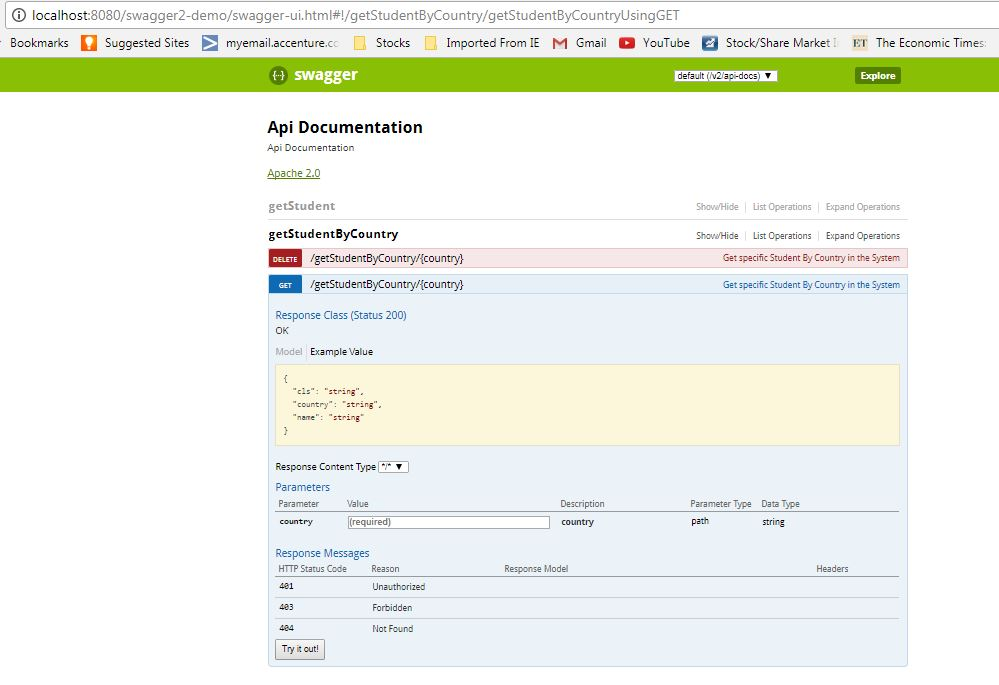 localhost:8080/swagger2-demo/swagger-ui.html#!/getStudentByCountry/getStudentByCountryUsingGET
Bookmarks Suggested Sites myemail.accenture.co Stocks Imported From IE Gmail YouTube Stock/Share Market ET The Economic Times:
{··} swagger default (/v2/api-docs) ▼ Explore
Api Documentation
Api Documentation
Apache 2.0
getStudent Show/Hide List Operations Expand Operations
getStudentByCountry Show/Hide List Operations Expand Operations
DELETE /getStudentByCountry/{country} Get specific Student By Country in the System
GET /getStudentByCountry/{country} Get specific Student By Country in the System
Response Class (Status 200)
OK
Model Example Value
{
"cls": "string",
"country": "string",
"name": "string"
}
Response Content Type */* ▼
Parameters
Parameter Value Description Parameter Type Data Type
country (required) country path string
Response Messages
HTTP Status Code Reason Response Model Headers
401 Unauthorized
403 Forbidden
404 Not Found
Try it out!